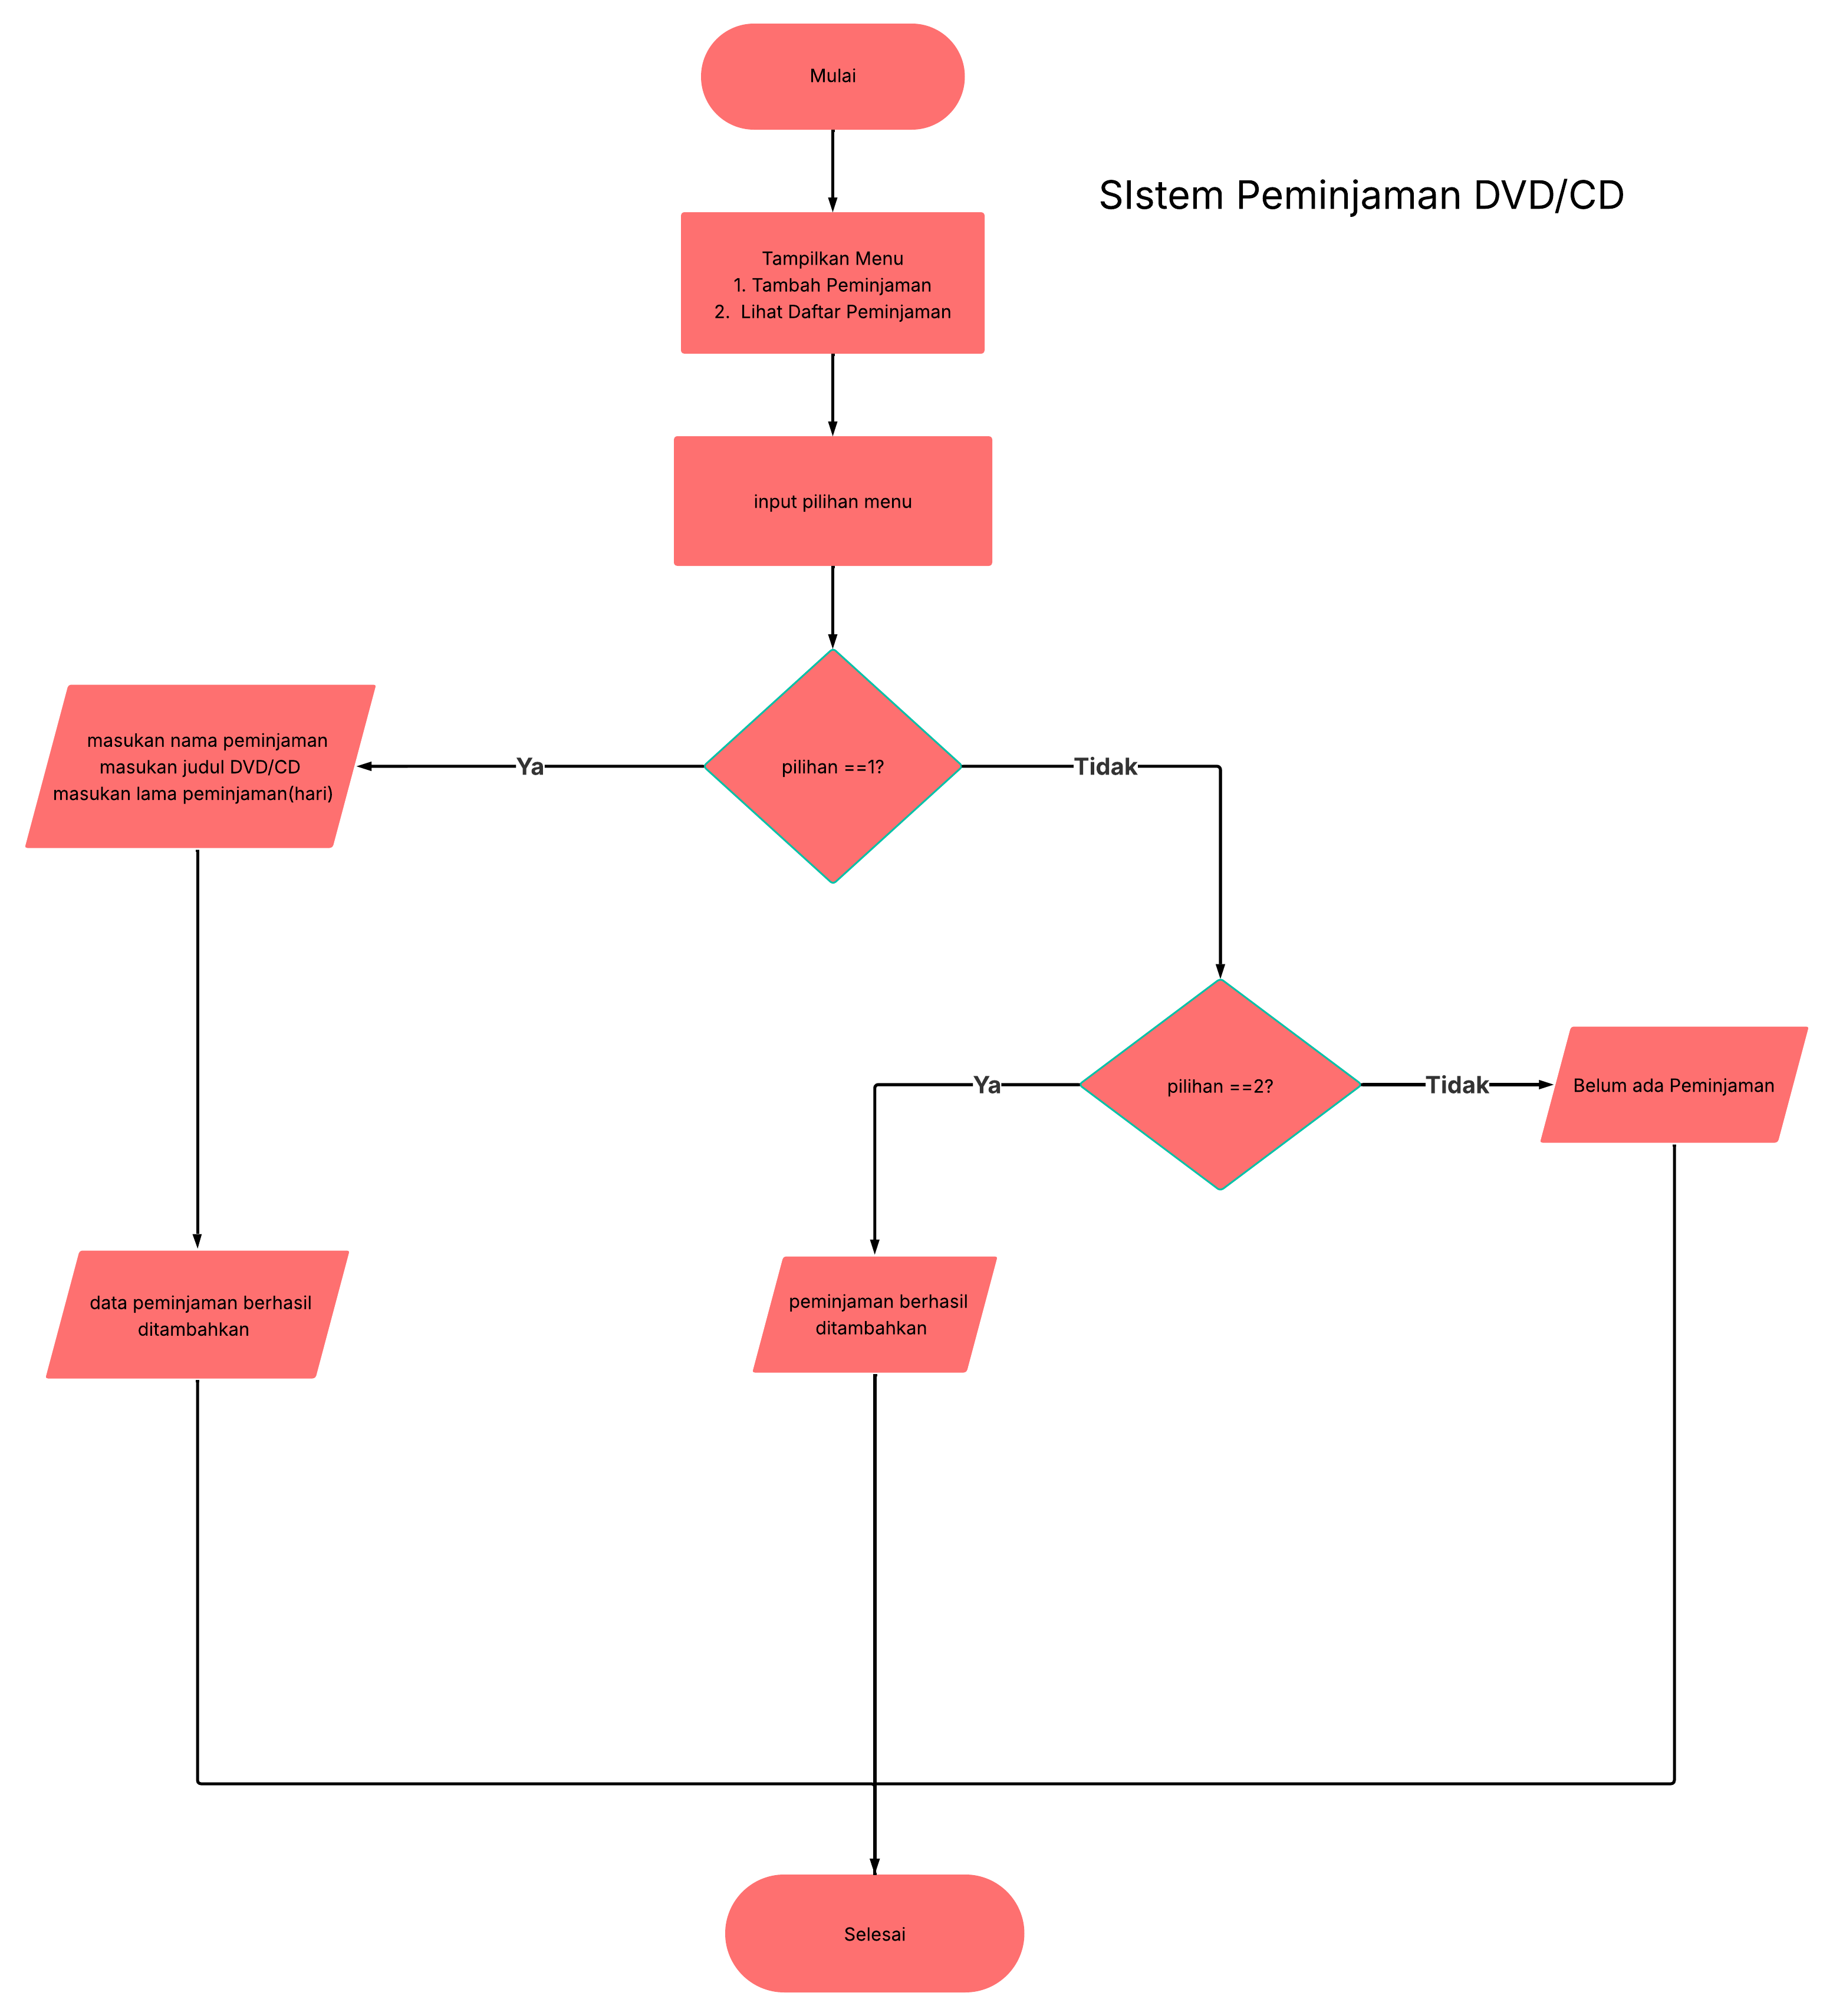 Mulai
SIstem Peminjaman DVD/CD
Tampilkan Menu
1. Tambah Peminjaman
2.  Lihat Daftar Peminjaman
input pilihan menu
pilihan ==1?
Ya
Tidak
masukan nama peminjaman
masukan judul DVD/CD
masukan lama peminjaman(hari)
pilihan ==2?
Ya
Tidak
Belum ada Peminjaman
data peminjaman berhasil
ditambahkan
peminjaman berhasil
ditambahkan
Selesai